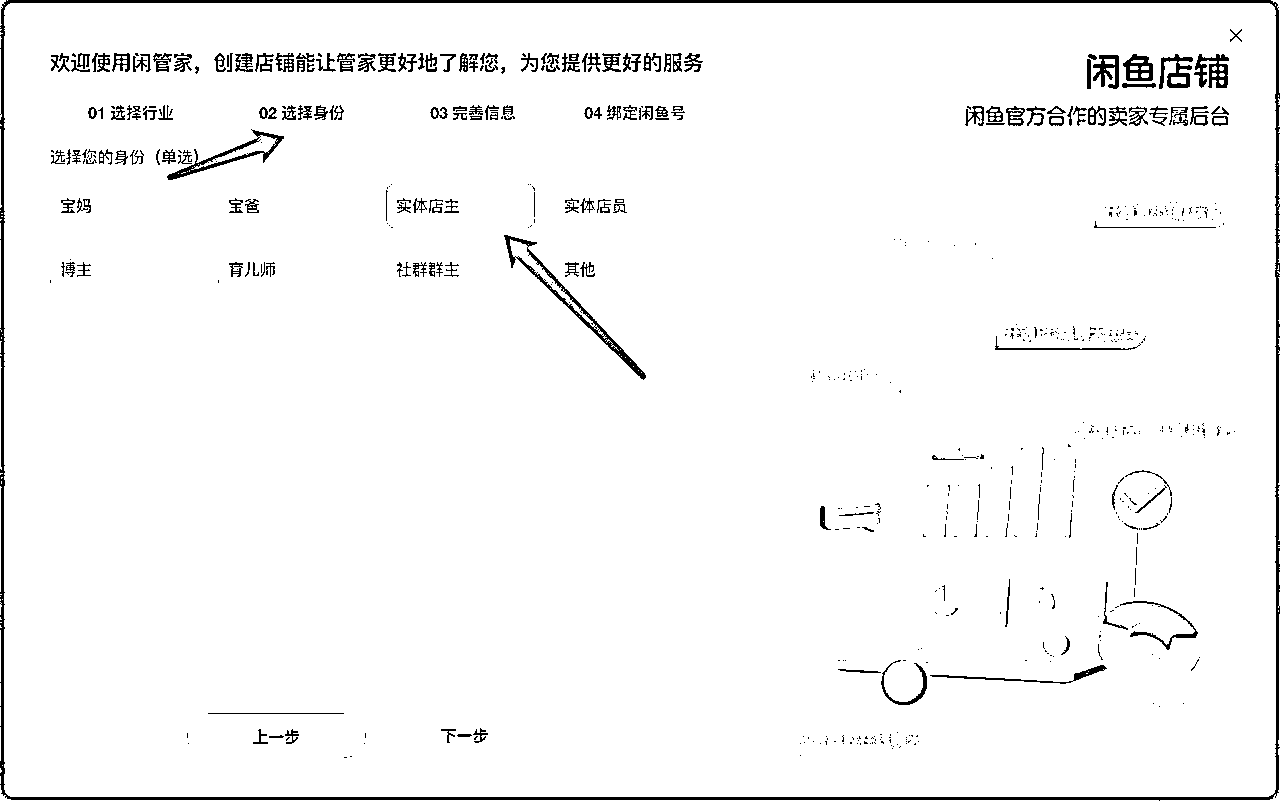 欢迎使用闲管家，创建店铺能让管家更好地了解您，为您提供更好的服务
01 选择行业
02 选择身份
03 完善信息
04 绑定闲鱼号
选择您的身份（单选）
宝妈
宝爸
实体店主
实体店员
博主
育儿师
社群群主
其他
上一步
下一步
闲鱼店铺
闲鱼官方合作的卖家专属后台